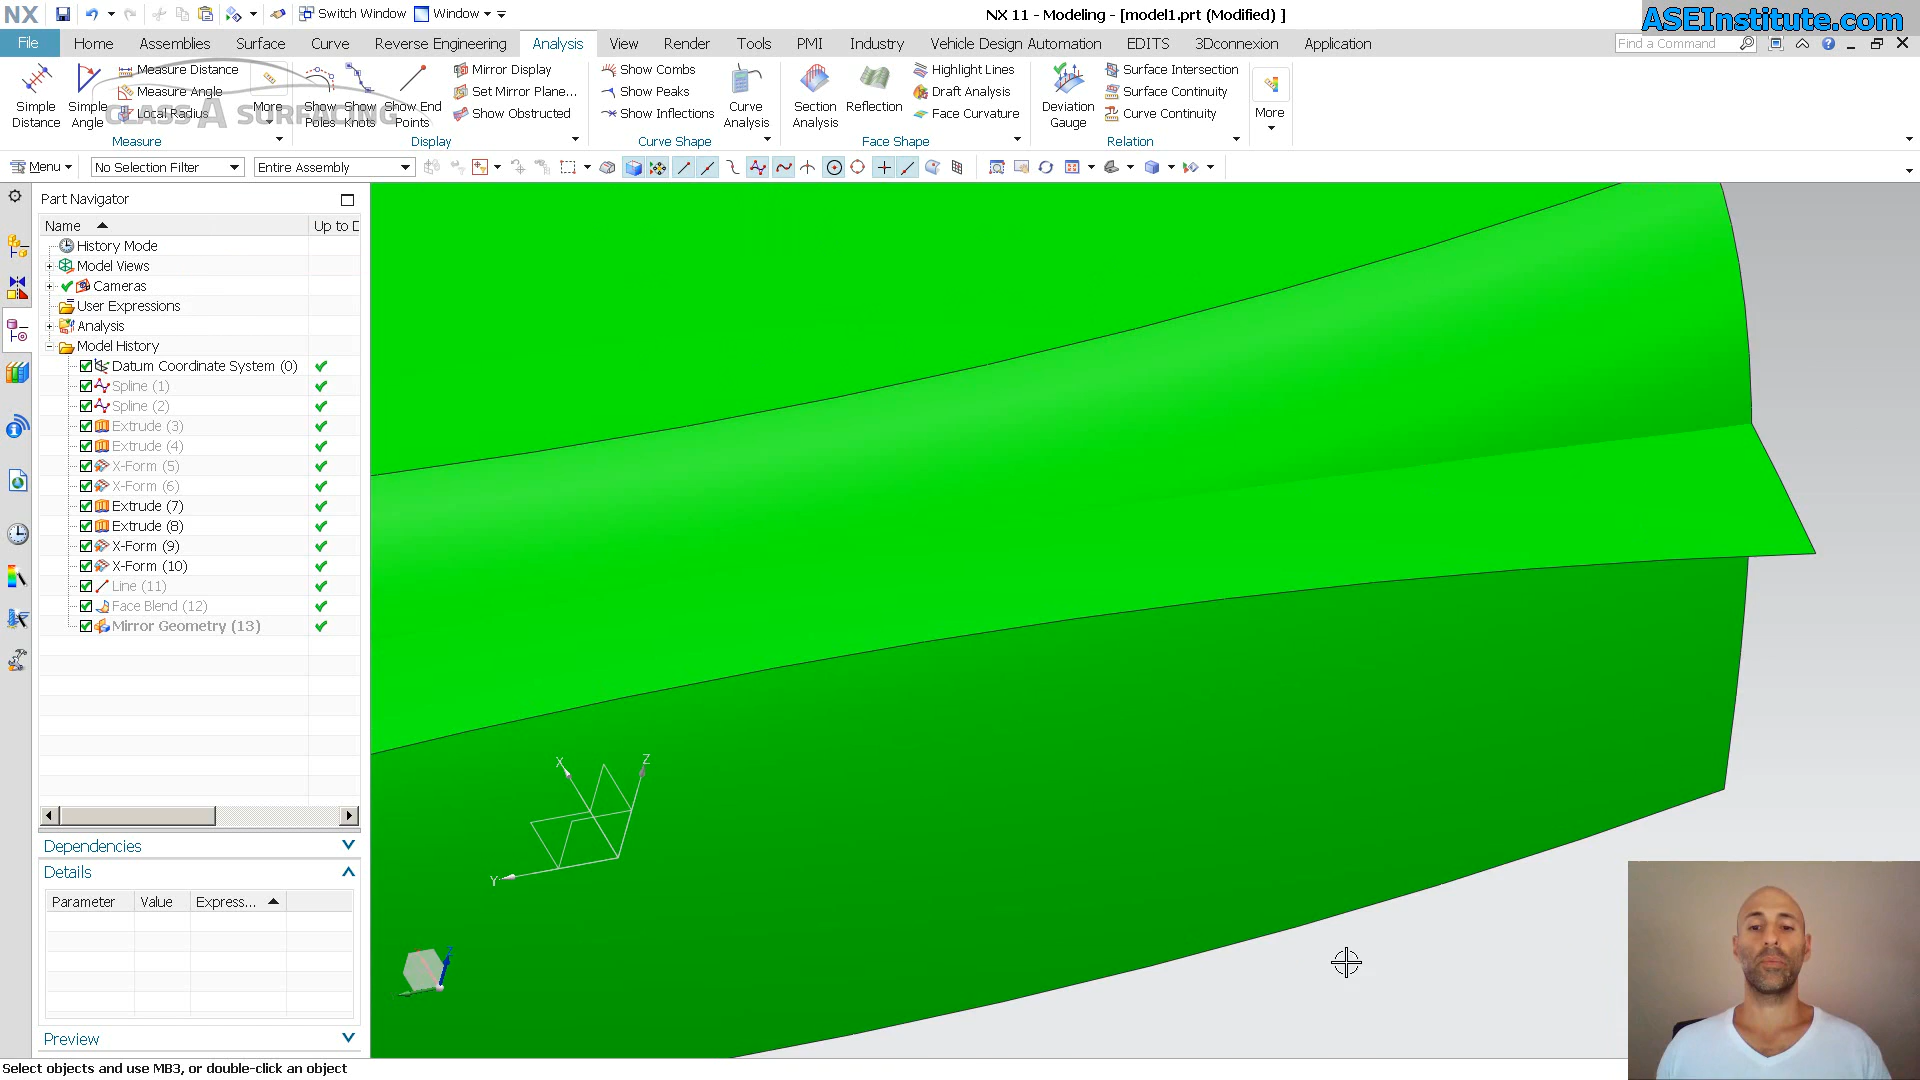 NX
Switch Window
Window
NX 11 - Modeling - [model1.prt (Modified) ]
ASEInstitute.com
File
Home
Assemblies
Surface
Curve
Reverse Engineering
Analysis
View
Render
Tools
PMI
Industry
Vehicle Design Automation
EDITS
3Dconnexion
Application
Find a Command
Simple Distance
Simple Angle
Measure Distance
Measure Angle
Local Radius
More
Measure
CLASS A SURFACING
Show Poles
Show Knots
Show End Points
Mirror Display
Set Mirror Plane...
Show Obstructed
Display
Show Combs
Show Peaks
Show Inflections
Curve Analysis
Curve Shape
Section Analysis
Reflection
Highlight Lines
Draft Analysis
Face Curvature
Face Shape
Deviation Gauge
Surface Intersection
Surface Continuity
Curve Continuity
Relation
More
Menu
No Selection Filter
Entire Assembly
Part Navigator
Name
Up to D
History Mode
Model Views
Cameras
User Expressions
Analysis
Model History
Datum Coordinate System (0)
Spline (1)
Spline (2)
Extrude (3)
Extrude (4)
X-Form (5)
X-Form (6)
Extrude (7)
Extrude (8)
X-Form (9)
X-Form (10)
Line (11)
Face Blend (12)
Mirror Geometry (13)
Dependencies
Details
Parameter
Value
Express...
Preview
X
Z
Y
Select objects and use MB3, or double-click an object